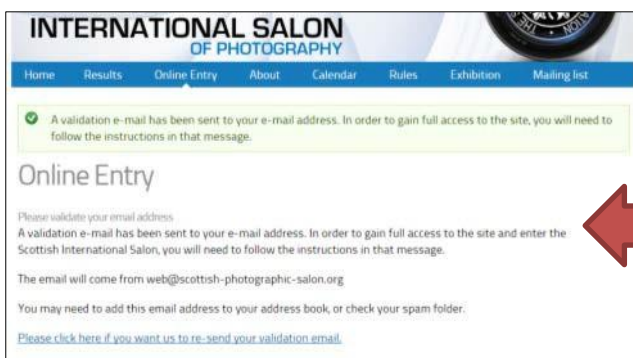 INTERNATIONAL SALON
OF PHOTOGRAPHY
Home Results Online Entry About Calendar Rules Exhibition Mailing list
A validation e-mail has been sent to your e-mail address. In order to gain full access to the site, you will need to
follow the instructions in that message.
Online Entry
Please validate your email address
A validation e-mail has been sent to your e-mail address. In order to gain full access to the site and enter the
Scottish International Salon, you will need to follow the instructions in that message.
The email will come from web@scottish-photographic-salon.org
You may need to add this email address to your address book, or check your spam folder.
Please click here if you want us to re-send your validation email.